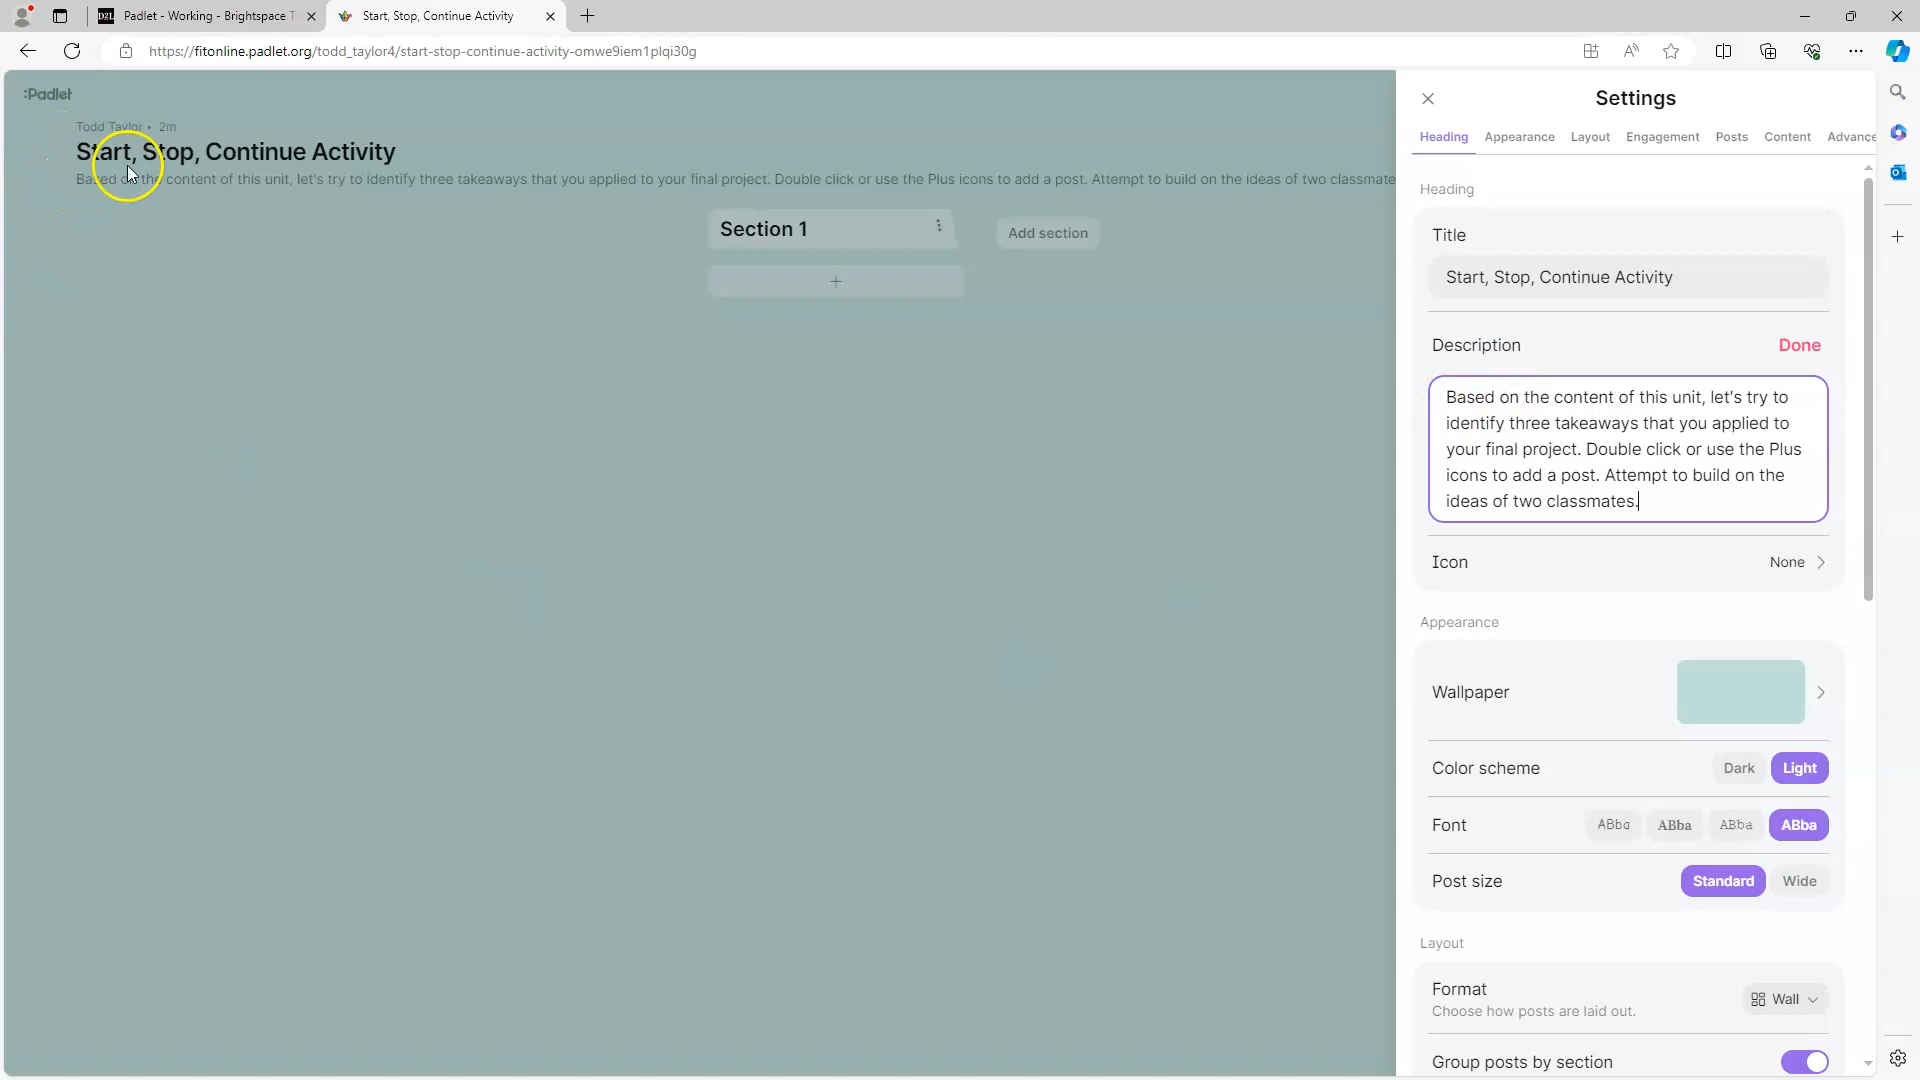 Padlet - Working - Brightspace
Start, Stop, Continue Activity
https://fitonline.padlet.org/todd_taylor4/start-stop-continue-activity-omwe9iem1plqi30g
:Padlet
Todd Taylor • 2m
Start, Stop, Continue Activity
Based on the content of this unit, let's try to identify three takeaways that you applied to your final project. Double click or use the Plus icons to add a post. Attempt to build on the ideas of two classmate
Section 1
Add section
Settings
Heading Appearance Layout Engagement Posts Content Advance
Heading
Title
Start, Stop, Continue Activity
Description Done
Based on the content of this unit, let's try to
identify three takeaways that you applied to
your final project. Double click or use the Plus
icons to add a post. Attempt to build on the
ideas of two classmates.
Icon None
Appearance
Wallpaper
Color scheme Dark Light
Font ABba ABba ABba ABba
Post size Standard Wide
Layout
Format
Wall
Choose how posts are laid out.
Group posts by section